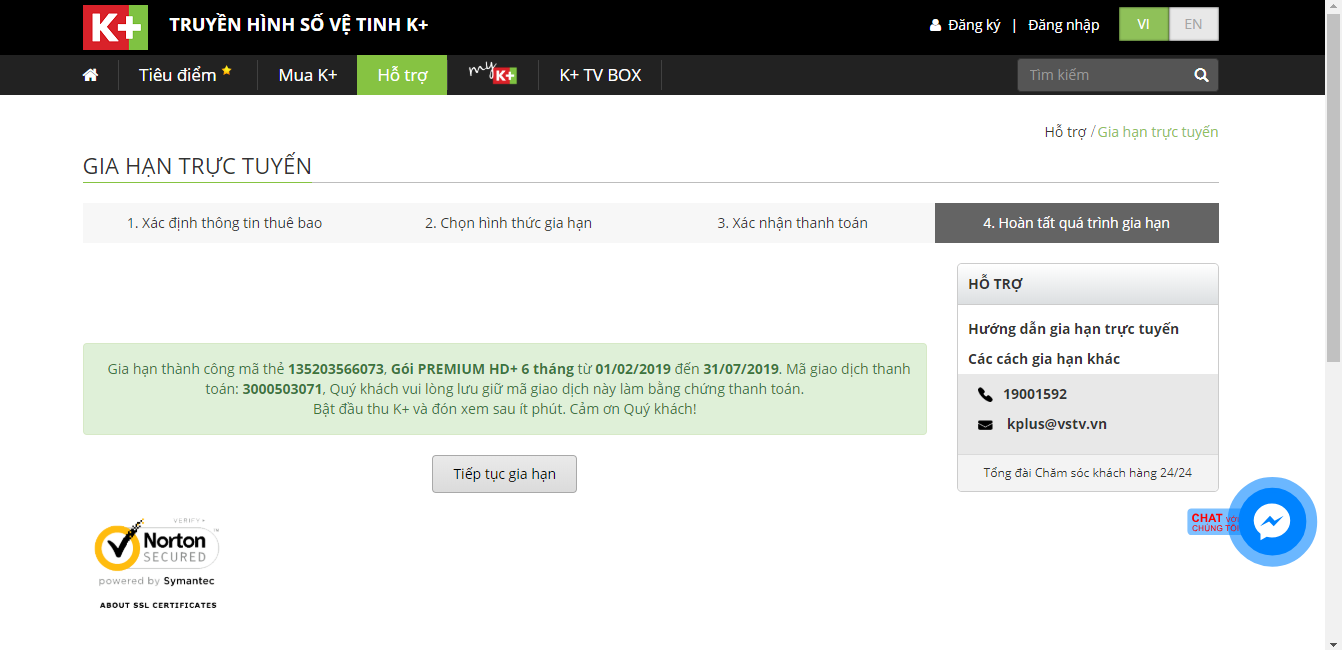 K+ TRUYỀN HÌNH SỐ VỆ TINH K+
Đăng ký | Đăng nhập VI EN
Tiêu điểm Mua K+ Hỗ trợ my K+ K+ TV BOX Tìm kiếm
Hỗ trợ / Gia hạn trực tuyến
GIA HẠN TRỰC TUYẾN
1. Xác định thông tin thuê bao 2. Chọn hình thức gia hạn 3. Xác nhận thanh toán 4. Hoàn tất quá trình gia hạn
Gia hạn thành công mã thẻ 135203566073, Gói PREMIUM HD+ 6 tháng từ 01/02/2019 đến 31/07/2019. Mã giao dịch thanh
toán: 3000503071, Quý khách vui lòng lưu giữ mã giao dịch này làm bằng chứng thanh toán.
Bật đầu thu K+ và đón xem sau ít phút. Cảm ơn Quý khách!
Tiếp tục gia hạn
HỖ TRỢ
Hướng dẫn gia hạn trực tuyến
Các cách gia hạn khác
19001592
kplus@vstv.vn
Tổng đài Chăm sóc khách hàng 24/24
CHAT VỚI
CHÚNG TÔI
VERIFY
Norton
SECURED
powered by Symantec
ABOUT SSL CERTIFICATES